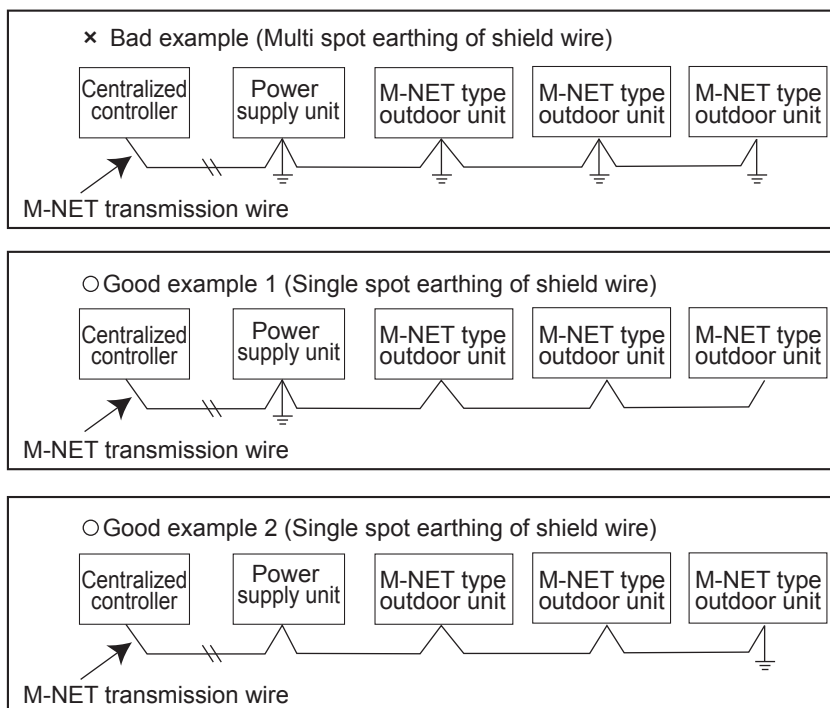 × Bad example (Multi spot earthing of shield wire)
Centralized controller
Power supply unit
M-NET type outdoor unit
M-NET type outdoor unit
M-NET type outdoor unit
M-NET transmission wire
○Good example 1 (Single spot earthing of shield wire)
Centralized controller
Power supply unit
M-NET type outdoor unit
M-NET type outdoor unit
M-NET type outdoor unit
M-NET transmission wire
○Good example 2 (Single spot earthing of shield wire)
Centralized controller
Power supply unit
M-NET type outdoor unit
M-NET type outdoor unit
M-NET type outdoor unit
M-NET transmission wire